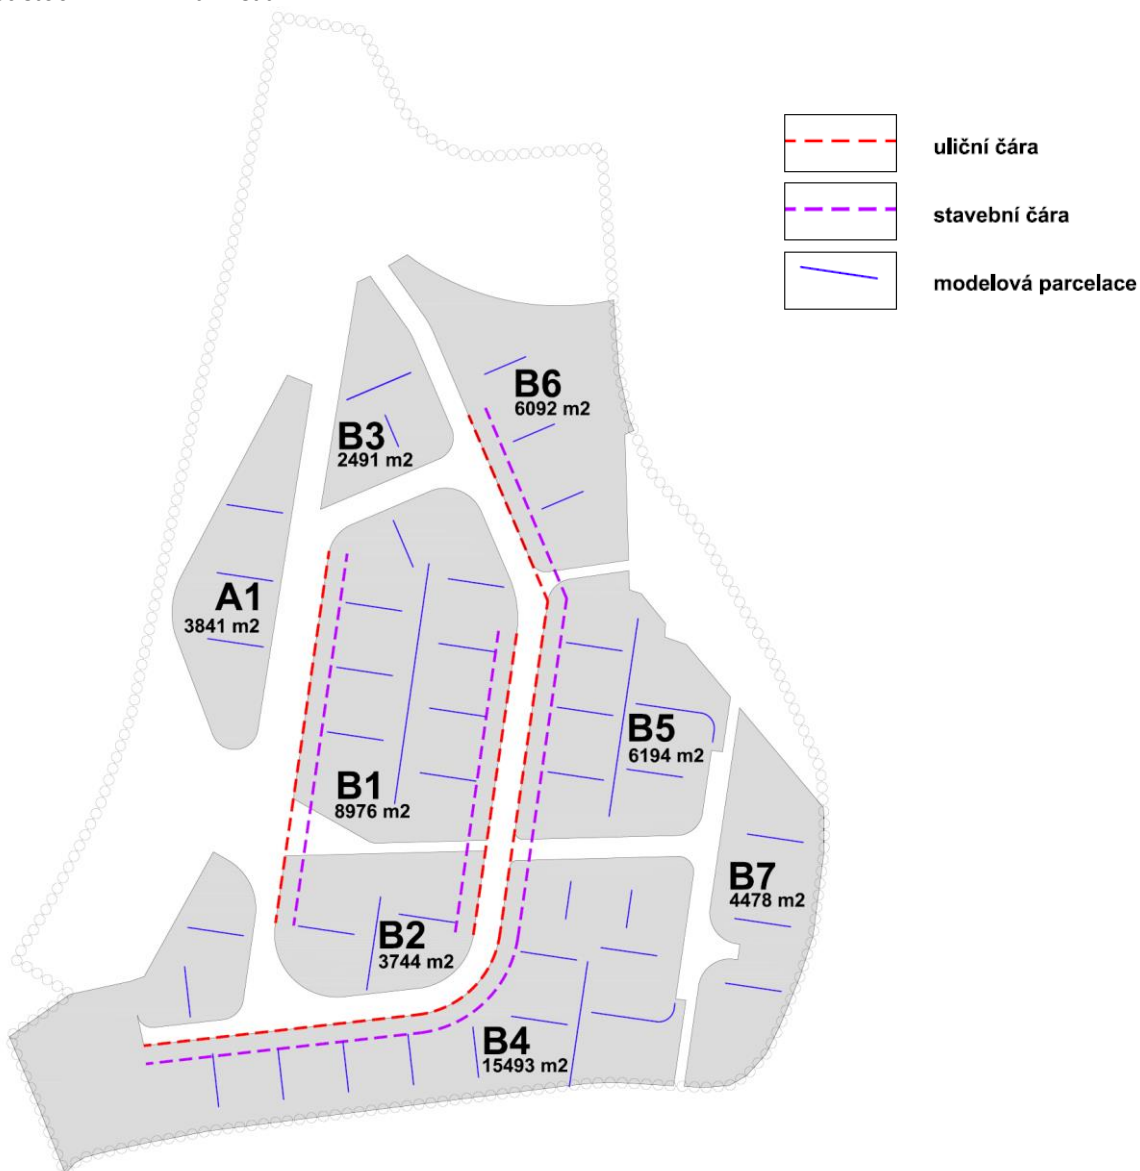 uliční čára
stavební čára
modelová parcelace
B6
6092 m2
B3
2491 m2
A1
3841 m2
B5
6194 m2
B1
8976 m2
B7
4478 m2
B2
3744 m2
B4
15493 m2